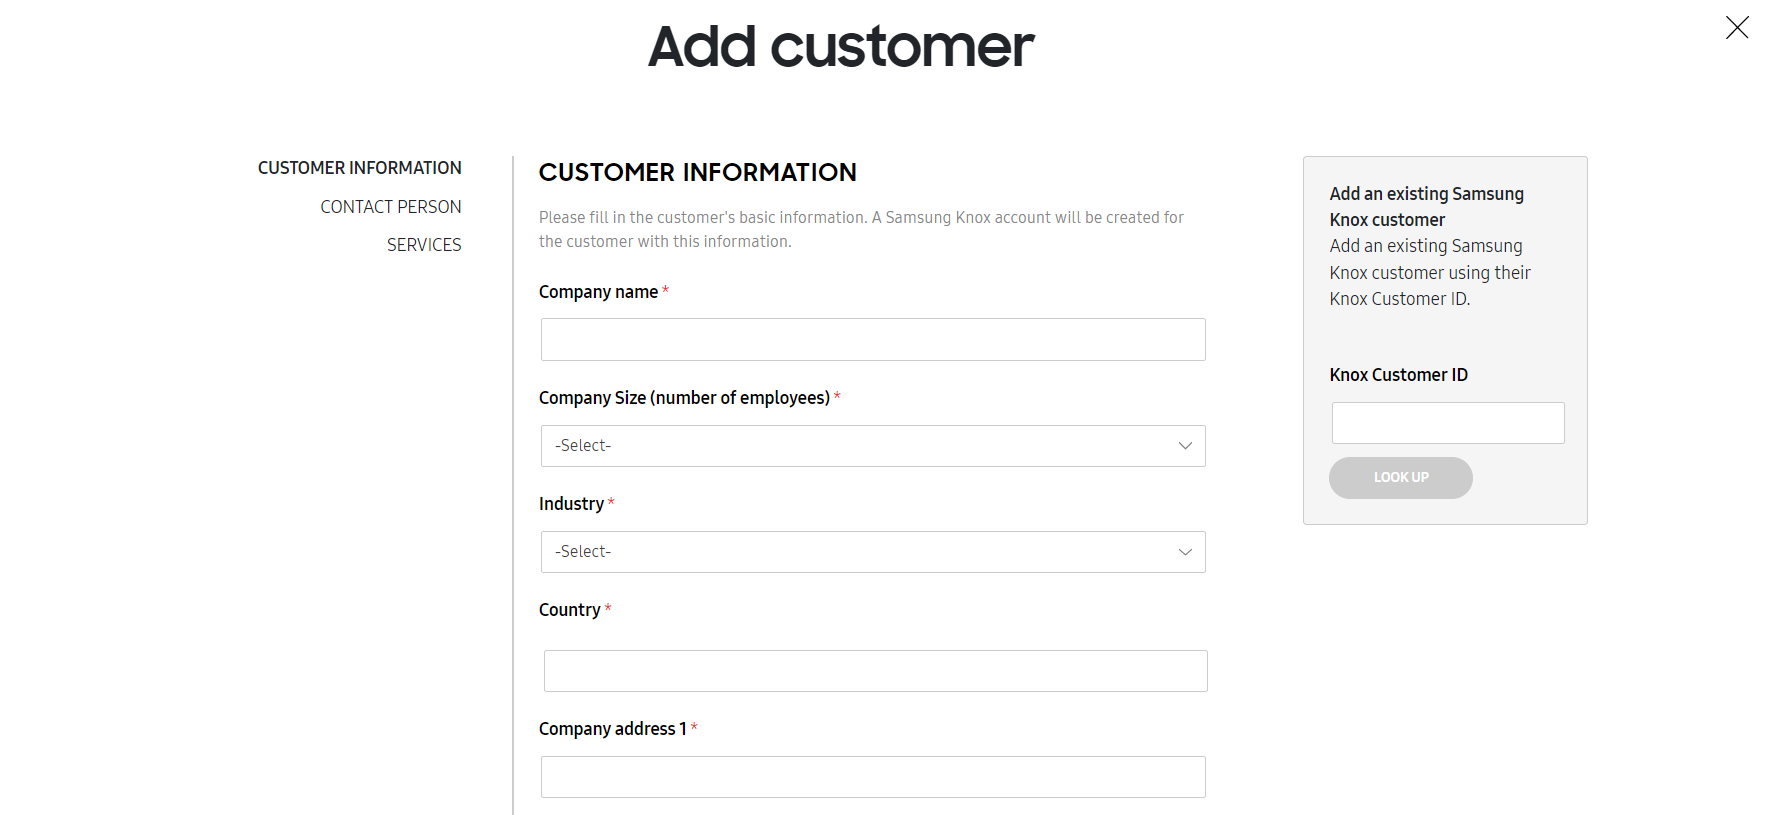 Add customer
CUSTOMER INFORMATION
CONTACT PERSON
SERVICES
CUSTOMER INFORMATION
Please fill in the customer's basic information. A Samsung Knox account will be created for
the customer with this information.
Company name *
Company Size (number of employees) *
-Select-
Industry *
-Select-
Country *
Company address 1 *
Add an existing Samsung
Knox customer
Add an existing Samsung
Knox customer using their
Knox Customer ID.
Knox Customer ID
LOOK UP